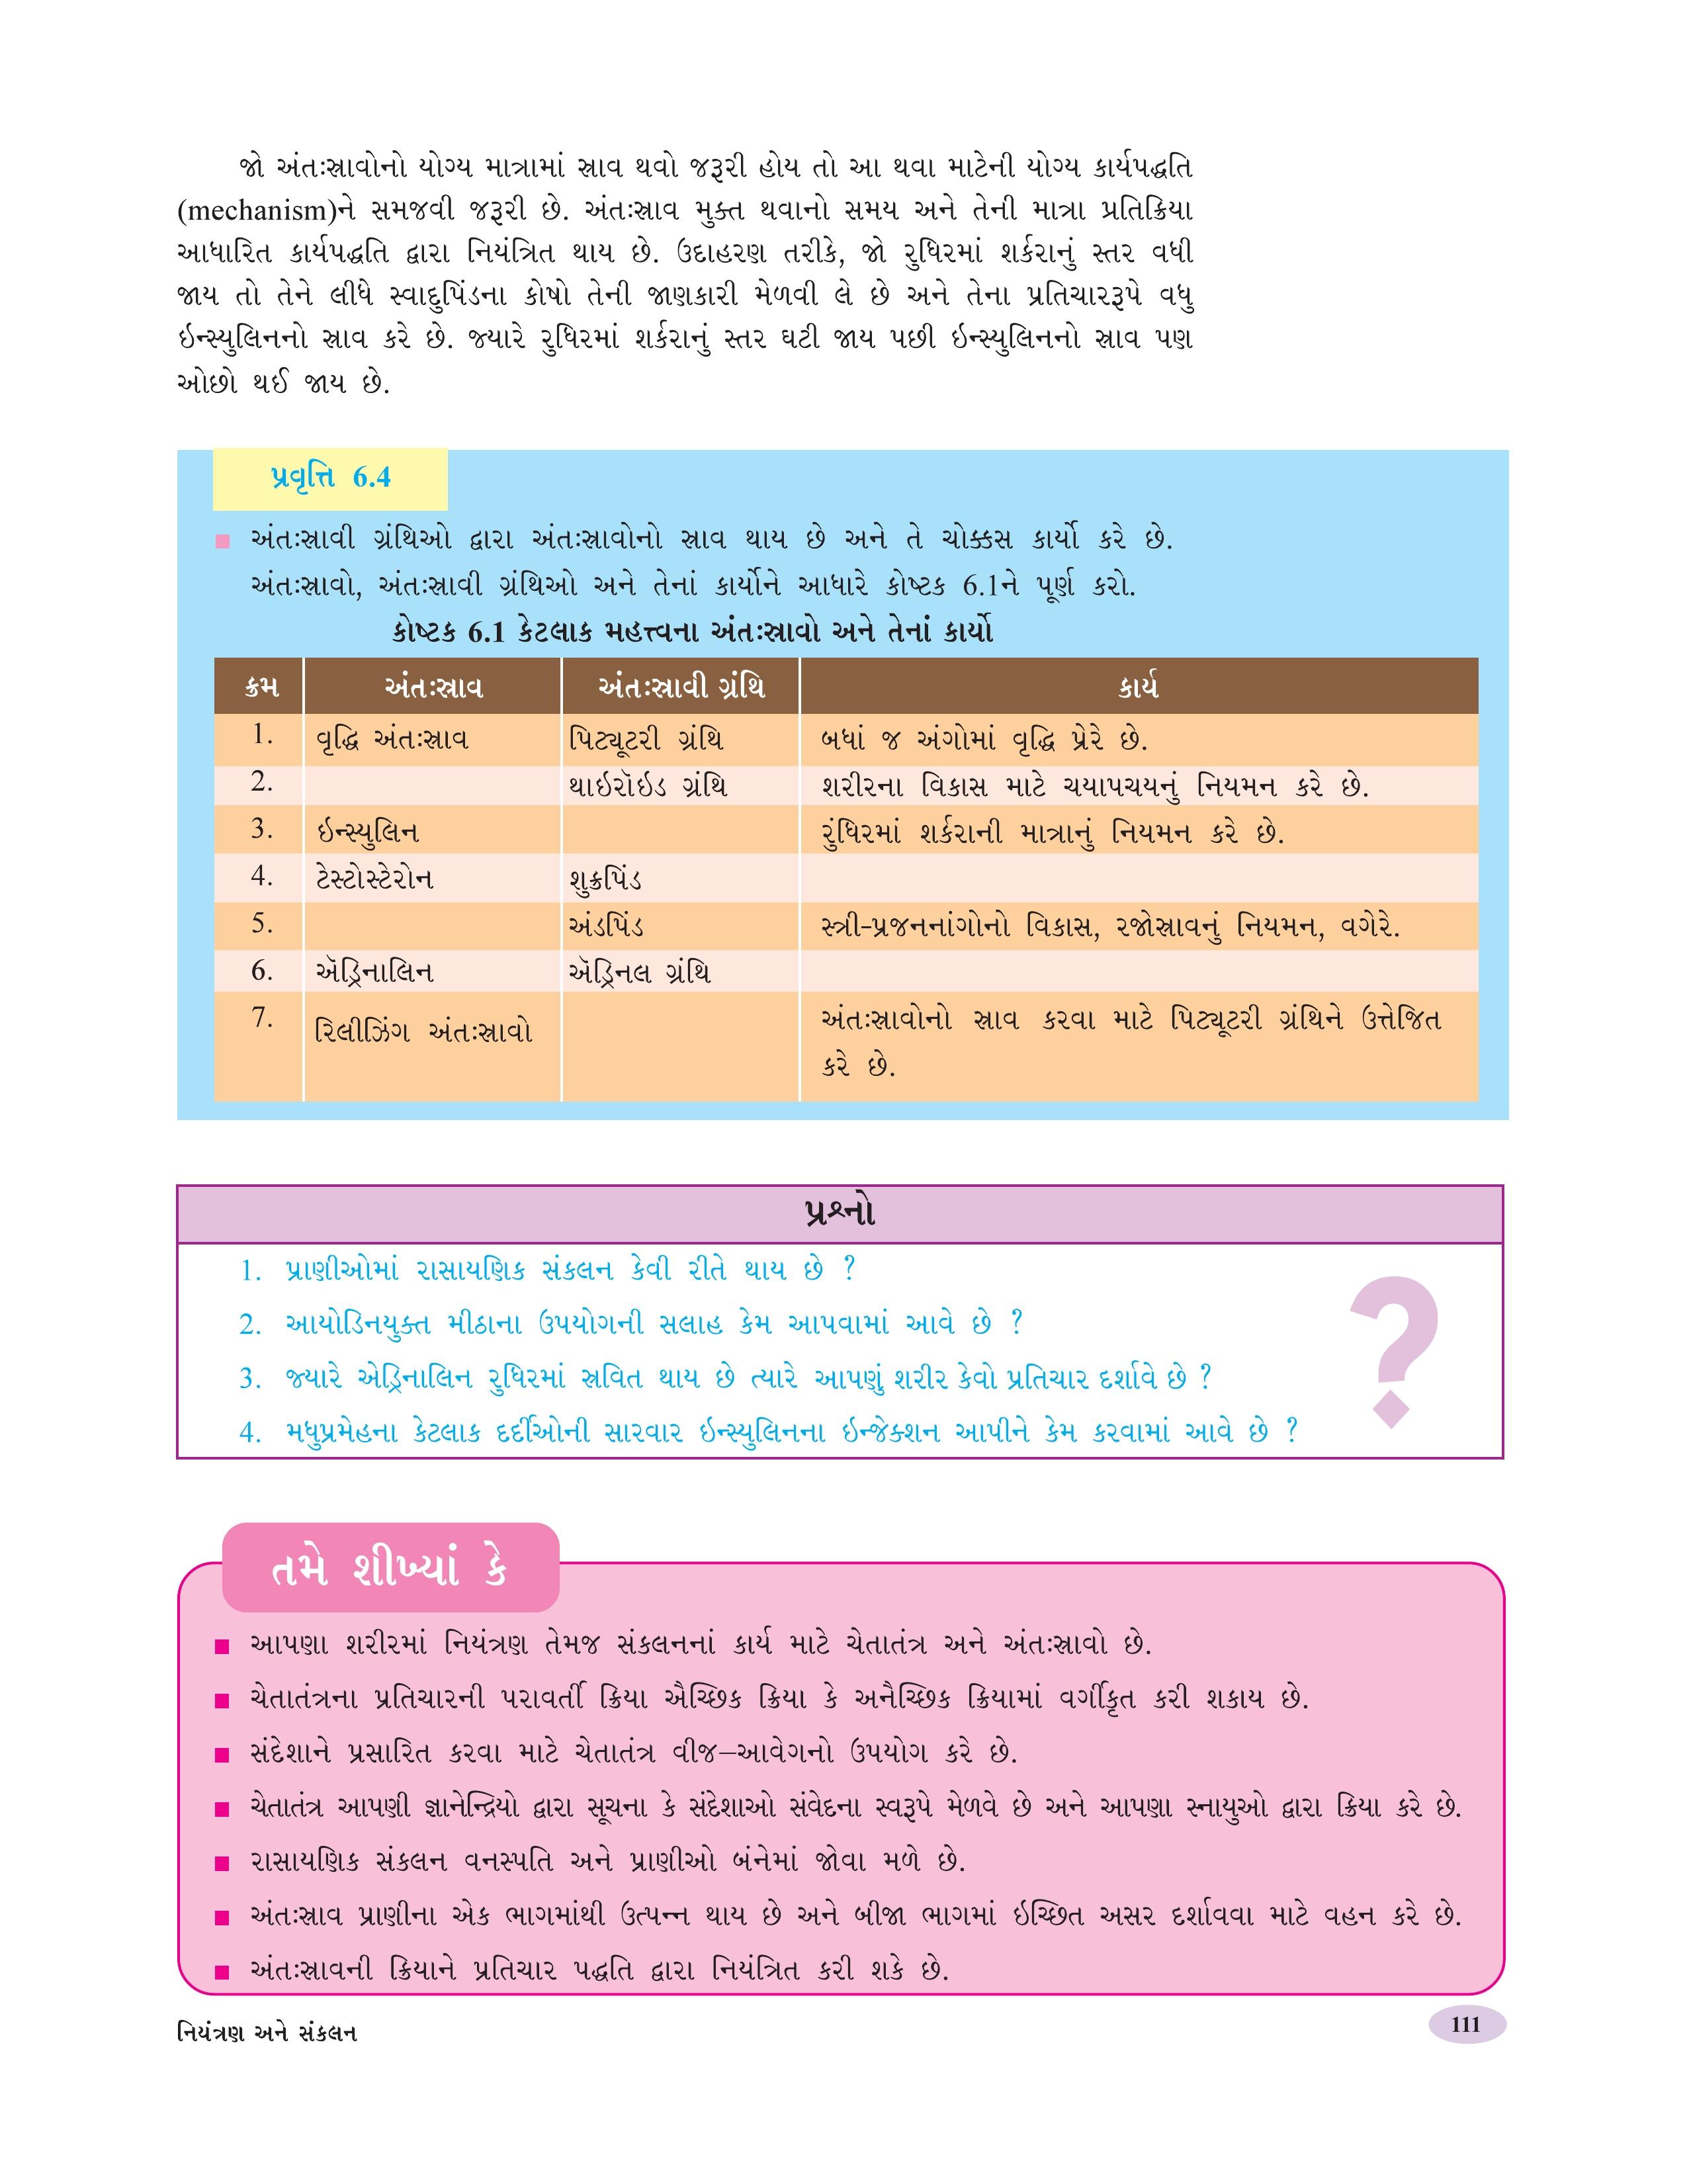 જો અંતઃસ્રાવોનો યોગ્ય માત્રામાં સ્રાવ થવો જરૂરી હોય તો આ થવા માટેની યોગ્ય કાર્યપદ્ધતિ
(mechanism)ને સમજવી જરૂરી છે. અંતઃસ્રાવ મુક્ત થવાનો સમય અને તેની માત્રા પ્રતિક્રિયા
આધારિત કાર્યપદ્ધતિ દ્વારા નિયંત્રિત થાય છે. ઉદાહરણ તરીકે, જો રુધિરમાં શર્કરાનું સ્તર વધી
જાય તો તેને લીધે સ્વાદુપિંડના કોષો તેની જાણકારી મેળવી લે છે અને તેના પ્રતિચારરૂપે વધુ
ઇન્સ્યુલિનનો સ્રાવ કરે છે. જ્યારે રુધિરમાં શર્કરાનું સ્તર ઘટી જાય પછી ઇન્સ્યુલિનનો સ્રાવ પણ
ઓછો થઈ જાય છે.
પ્રવૃત્તિ 6.4
અંતઃસ્રાવી ગ્રંથિઓ દ્વારા અંતઃસ્રાવોનો સ્રાવ થાય છે અને તે ચોક્કસ કાર્યો કરે છે.
અંતઃસ્રાવો, અંતઃસ્રાવી ગ્રંથિઓ અને તેનાં કાર્યોને આધારે કોષ્ટક 6.1ને પૂર્ણ કરો.
કોષ્ટક 6.1 કેટલાક મહત્ત્વના અંતઃસ્રાવો અને તેનાં કાર્યો
ક્રમ અંતઃસ્રાવ અંતઃસ્રાવી ગ્રંથિ કાર્ય
1. વૃદ્ધિ અંતઃસ્રાવ પિટ્યૂટરી ગ્રંથિ બધાં જ અંગોમાં વૃદ્ધિ પ્રેરે છે.
2. થાઇરૉઇડ ગ્રંથિ શરીરના વિકાસ માટે ચયાપચયનું નિયમન કરે છે.
3. ઇન્સ્યુલિન રુંધિરમાં શર્કરાની માત્રાનું નિયમન કરે છે.
4. ટેસ્ટોસ્ટેરોન શુક્રપિંડ
5. અંડપિંડ સ્ત્રી-પ્રજનનાંગોનો વિકાસ, રજોસ્રાવનું નિયમન, વગેરે.
6. ઍડ્રિનાલિન ઍડ્રિનલ ગ્રંથિ
7. રિલીઝિંગ અંતઃસ્રાવો અંતઃસ્રાવોનો સ્રાવ કરવા માટે પિટ્યૂટરી ગ્રંથિને ઉત્તેજિત
કરે છે.
પ્રશ્નો
1. પ્રાણીઓમાં રાસાયણિક સંકલન કેવી રીતે થાય છે ?
2. આયોડિનયુક્ત મીઠાના ઉપયોગની સલાહ કેમ આપવામાં આવે છે ?
3. જ્યારે એડ્રિનાલિન રુધિરમાં સ્રવિત થાય છે ત્યારે આપણું શરીર કેવો પ્રતિચાર દર્શાવે છે ?
4. મધુપ્રમેહના કેટલાક દર્દીઓની સારવાર ઇન્સ્યુલિનના ઇન્જેક્શન આપીને કેમ કરવામાં આવે છે ?
?
તમે શીખ્યાં કે
આપણા શરીરમાં નિયંત્રણ તેમજ સંકલનનાં કાર્ય માટે ચેતાતંત્ર અને અંતઃસ્રાવો છે.
ચેતાતંત્રના પ્રતિચારની પરાવર્તી ક્રિયા ઐચ્છિક ક્રિયા કે અનૈચ્છિક ક્રિયામાં વર્ગીકૃત કરી શકાય છે.
સંદેશાને પ્રસારિત કરવા માટે ચેતાતંત્ર વીજ–આવેગનો ઉપયોગ કરે છે.
ચેતાતંત્ર આપણી જ્ઞાનેન્દ્રિયો દ્વારા સૂચના કે સંદેશાઓ સંવેદના સ્વરૂપે મેળવે છે અને આપણા સ્નાયુઓ દ્વારા ક્રિયા કરે છે.
રાસાયણિક સંકલન વનસ્પતિ અને પ્રાણીઓ બંનેમાં જોવા મળે છે.
અંતઃસ્રાવ પ્રાણીના એક ભાગમાંથી ઉત્પન્ન થાય છે અને બીજા ભાગમાં ઇચ્છિત અસર દર્શાવવા માટે વહન કરે છે.
અંતઃસ્રાવની ક્રિયાને પ્રતિચાર પદ્ધતિ દ્વારા નિયંત્રિત કરી શકે છે.
નિયંત્રણ અને સંકલન 111